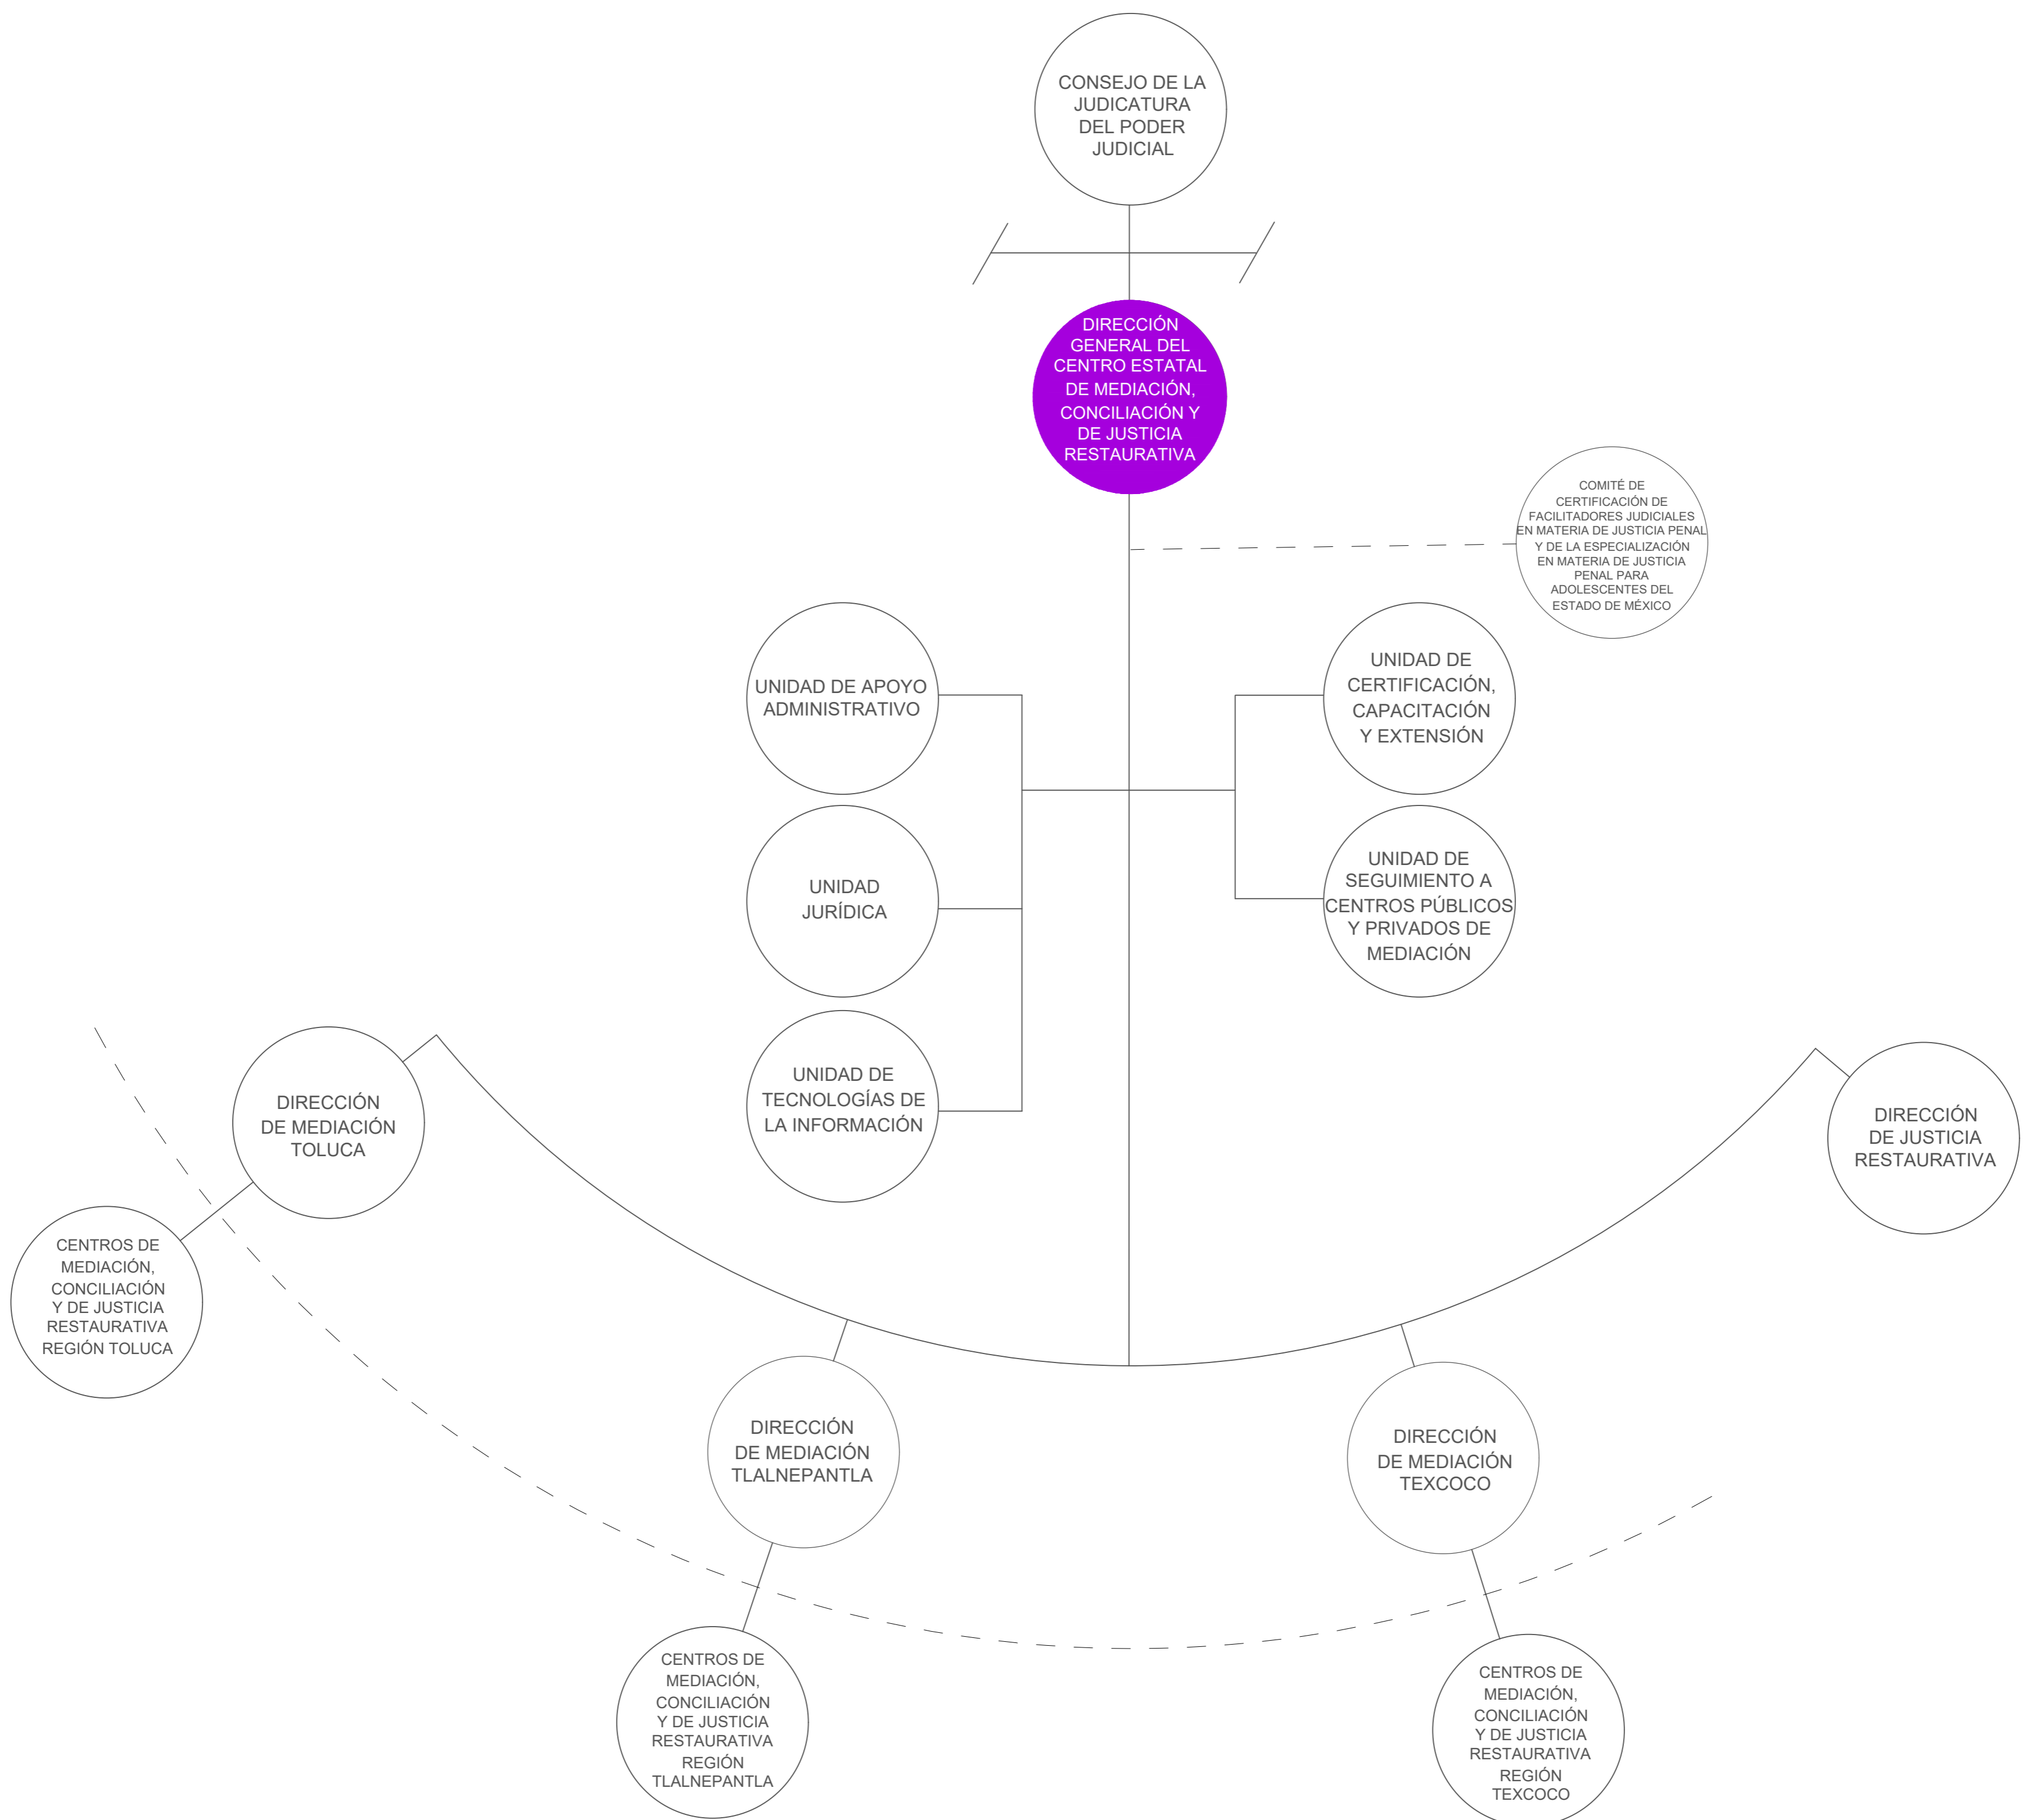 CONSEJO DE LA
JUDICATURA
DEL PODER
JUDICIAL
DIRECCIÓN
GENERAL DEL
CENTRO ESTATAL
DE MEDIACIÓN,
CONCILIACIÓN Y
DE JUSTICIA
RESTAURATIVA
COMITÉ DE
CERTIFICACIÓN DE
FACILITADORES JUDICIALES
EN MATERIA DE JUSTICIA PENAL
Y DE LA ESPECIALIZACIÓN
EN MATERIA DE JUSTICIA
PENAL PARA
ADOLESCENTES DEL
ESTADO DE MÉXICO
UNIDAD DE APOYO
ADMINISTRATIVO
UNIDAD DE
CERTIFICACIÓN,
CAPACITACIÓN
Y EXTENSIÓN
UNIDAD
JURÍDICA
UNIDAD DE
SEGUIMIENTO A
CENTROS PÚBLICOS
Y PRIVADOS DE
MEDIACIÓN
UNIDAD DE
TECNOLOGÍAS DE
LA INFORMACIÓN
DIRECCIÓN
DE MEDIACIÓN
TOLUCA
DIRECCIÓN
DE JUSTICIA
RESTAURATIVA
CENTROS DE
MEDIACIÓN,
CONCILIACIÓN
Y DE JUSTICIA
RESTAURATIVA
REGIÓN TOLUCA
DIRECCIÓN
DE MEDIACIÓN
TLALNEPANTLA
DIRECCIÓN
DE MEDIACIÓN
TEXCOCO
CENTROS DE
MEDIACIÓN,
CONCILIACIÓN
Y DE JUSTICIA
RESTAURATIVA
REGIÓN
TLALNEPANTLA
CENTROS DE
MEDIACIÓN,
CONCILIACIÓN
Y DE JUSTICIA
RESTAURATIVA
REGIÓN
TEXCOCO